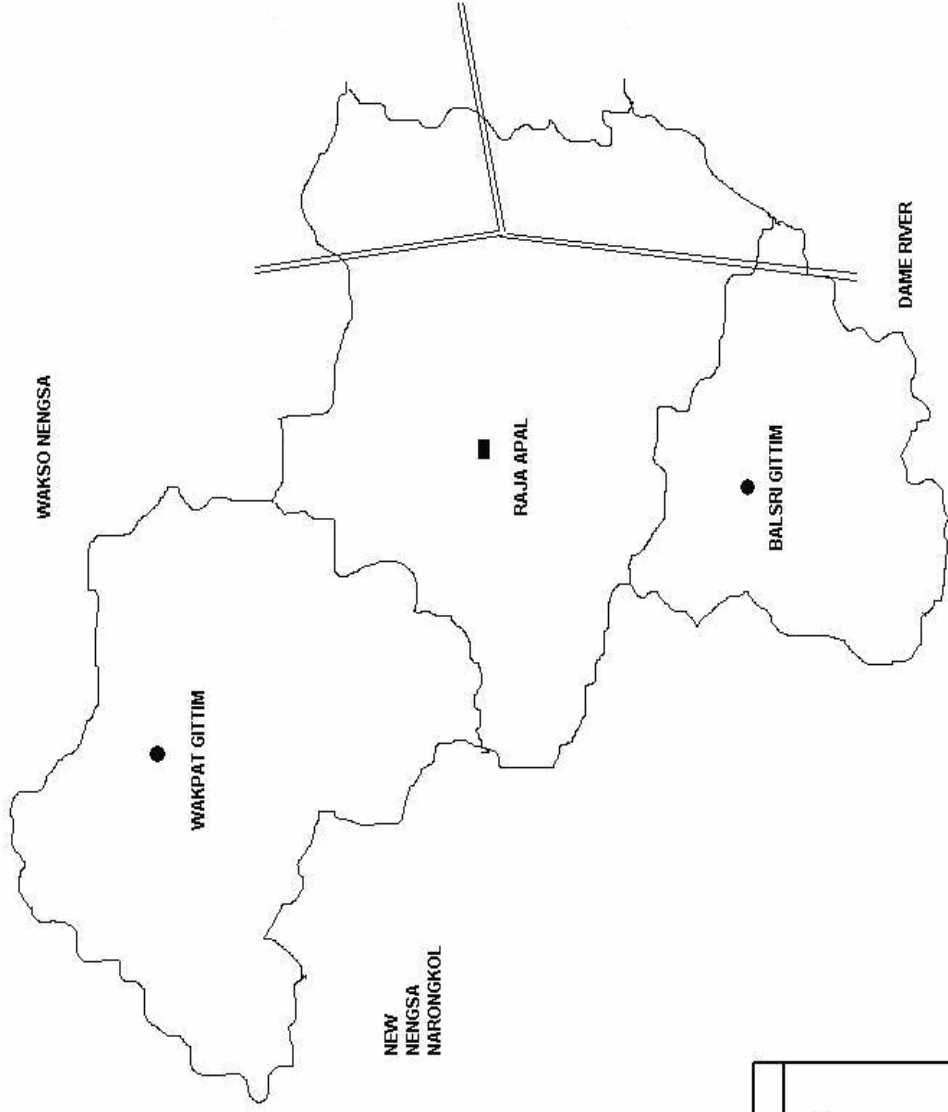 WAKSO NENGSA
WAKPAT GITTIM
RAJA APAL
BALSRI GITTIM
DAME RIVER
NEW
NENGSA
NARONGKOL